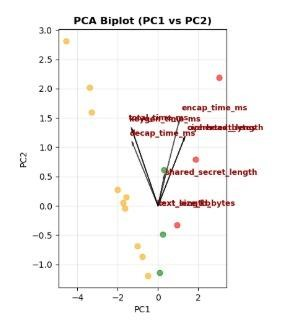 PCA Biplot (PC1 vs PC2)
3.0
2.5
encap_time_ms
2.0
total_time_ms
1.5
decap_time_ms
1.0
shared_secret_length
0.5
0.0
−0.5
−1.0
PC2
−4
−2
0
2
PC1